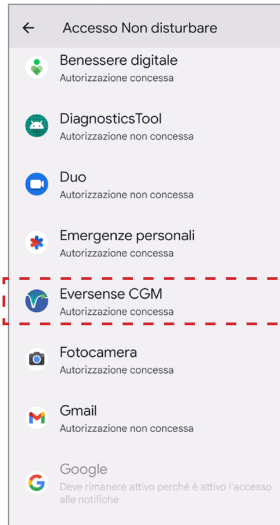 Accesso Non disturbare
Benessere digitale
Autorizzazione concessa
DiagnosticsTool
Autorizzazione non concessa
Duo
Autorizzazione non concessa
Emergenze personali
Autorizzazione concessa
Eversense CGM
Autorizzazione concessa
Fotocamera
Autorizzazione concessa
Gmail
Autorizzazione non concessa
Google
Deve rimanere attivo perché è attivo l'accesso
alle notifiche